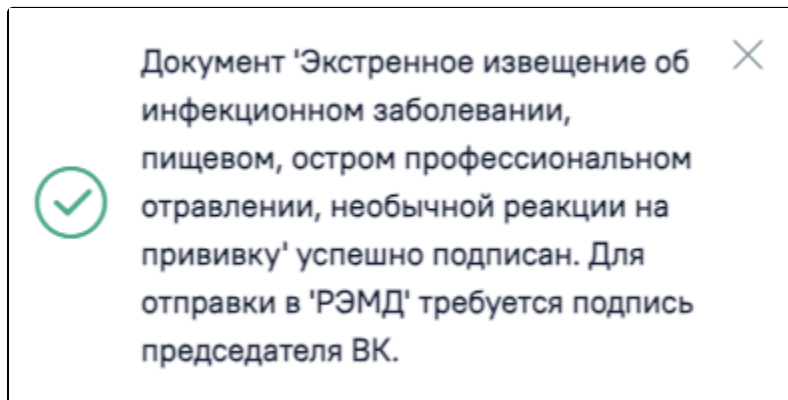 Документ 'Экстренное извещение об
инфекционном заболевании,
пищевом, остром профессиональном
отравлении, необычной реакции на
прививку' успешно подписан. Для
отправки в 'РЭМД' требуется подпись
председателя ВК.